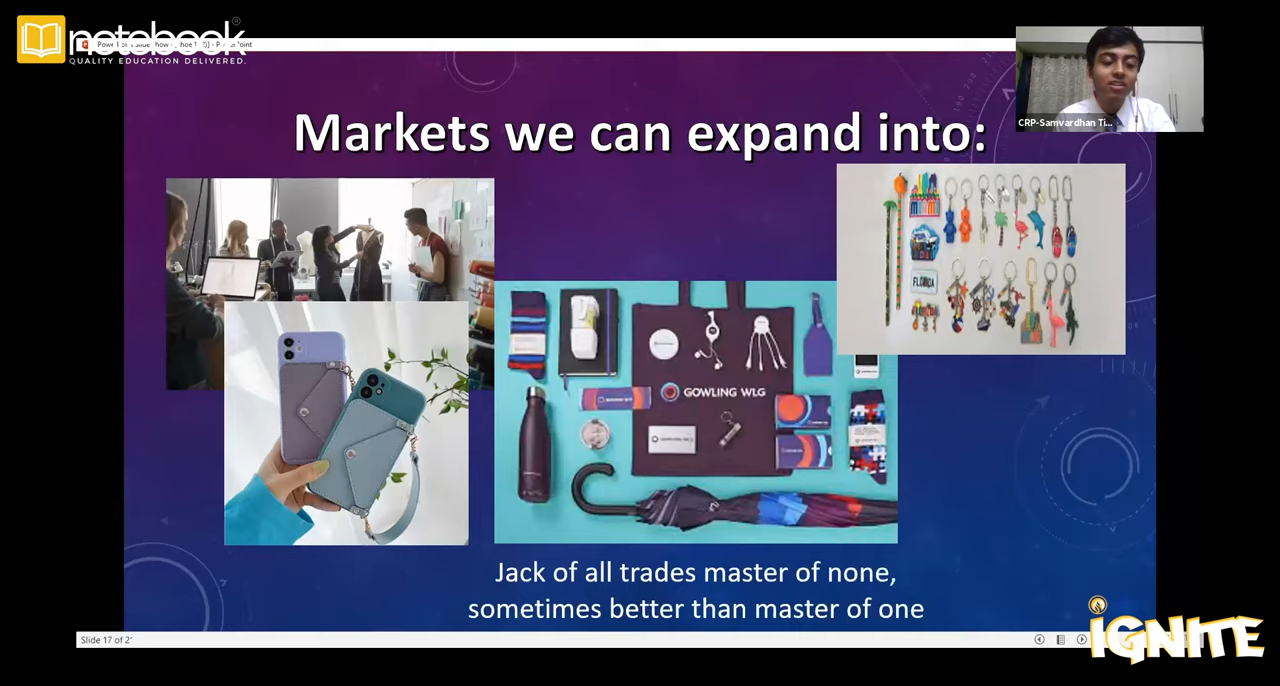 notebook
QUALITY EDUCATION DELIVERED.
Markets we can expand into:
CRP-Samvardhan Ti...
FLORIDA
GOWLING WLG
Jack of all trades master of none,
sometimes better than master of one
Slide 17 of 2
IGNITE